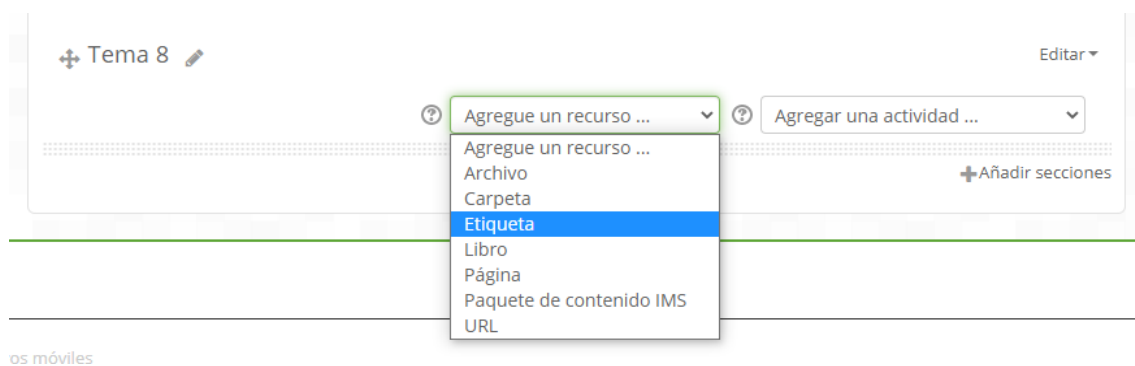 Tema 8
Editar
Agregue un recurso ... Agregar una actividad ...
Agregue un recurso ...
Archivo
Añadir secciones
Carpeta
Etiqueta
Libro
Página
Paquete de contenido IMS
URL
os móviles